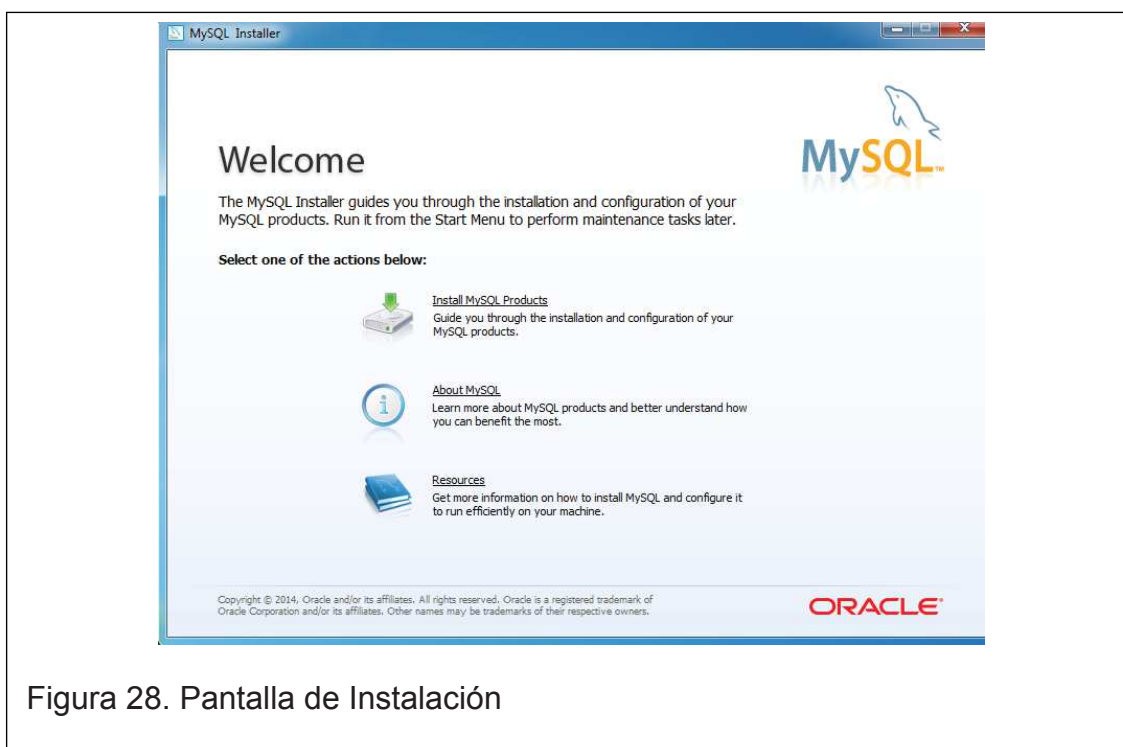 MySQL Installer
MySQL™
Welcome
The MySQL Installer guides you through the installation and configuration of your
MySQL products. Run it from the Start Menu to perform maintenance tasks later.
Select one of the actions below:
Install MySQL Products
Guide you through the installation and configuration of your
MySQL products.
About MySQL
Learn more about MySQL products and better understand how
you can benefit the most.
Resources
Get more information on how to install MySQL and configure it
to run efficiently on your machine.
Copyright © 2014, Oracle and/or its affiliates. All rights reserved. Oracle is a registered trademark of
Oracle Corporation and/or its affiliates. Other names may be trademarks of their respective owners.
ORACLE®
Figura 28. Pantalla de Instalación